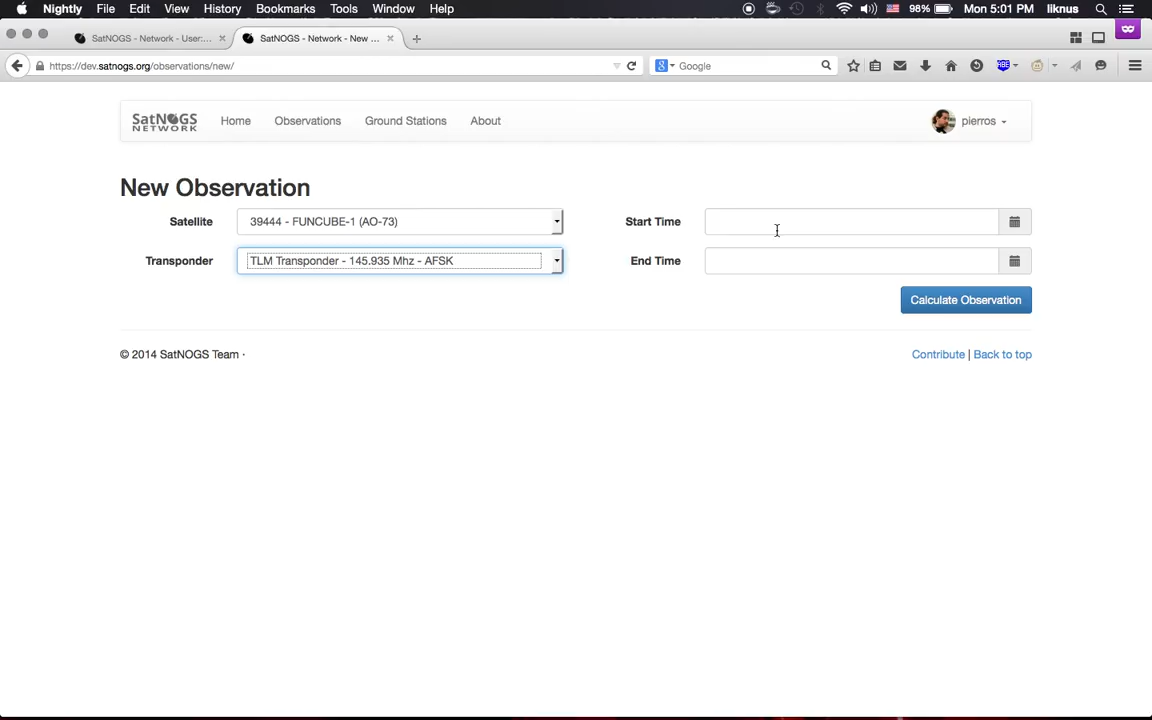 Nightly File Edit View History Bookmarks Tools Window Help 98% Mon 5:01 PM liknus
SatNOGS - Network - User:... × SatNOGS - Network - New ... × +
https://dev.satnogs.org/observations/new/ Google
SatNOGS NETWORK Home Observations Ground Stations About pierros
New Observation
Satellite 39444 - FUNCUBE-1 (AO-73) Start Time
Transponder TLM Transponder - 145.935 Mhz - AFSK End Time
Calculate Observation
© 2014 SatNOGS Team · Contribute | Back to top